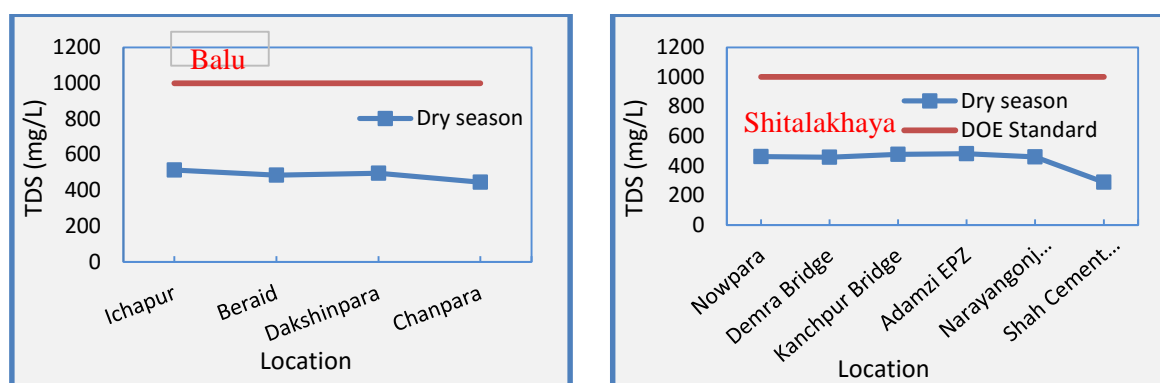 1200
1000
800
600
400
200
0
TDS (mg/L)
Balu
Dry season
Ichapur
Beraid
Dakshinpara
Chanpara
Location
1200
1000
800
600
400
200
0
TDS (mg/L)
Shitalakhaya
Dry season
DOE Standard
Nowpara
Demra Bridge
Kanchpur Bridge
Adamzi EPZ
Narayangonj...
Shah Cement...
Location